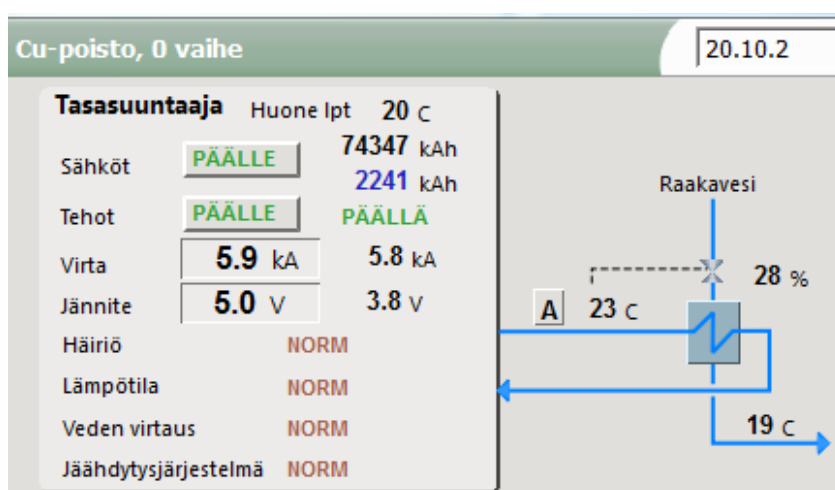 Cu-poisto, 0 vaihe
20.10.2
Tasasuuntaaja Huone lpt 20 C
74347 kAh
Sähköt PÄÄLLE
2241 kAh
Raakavesi
Tehot PÄÄLLE PÄÄLLÄ
Virta 5.9 kA 5.8 kA
28 %
Jännite 5.0 V 3.8 V
A 23 C
Häiriö NORM
Lämpötila NORM
Veden virtaus NORM
19 C
Jäähdytysjärjestelmä NORM